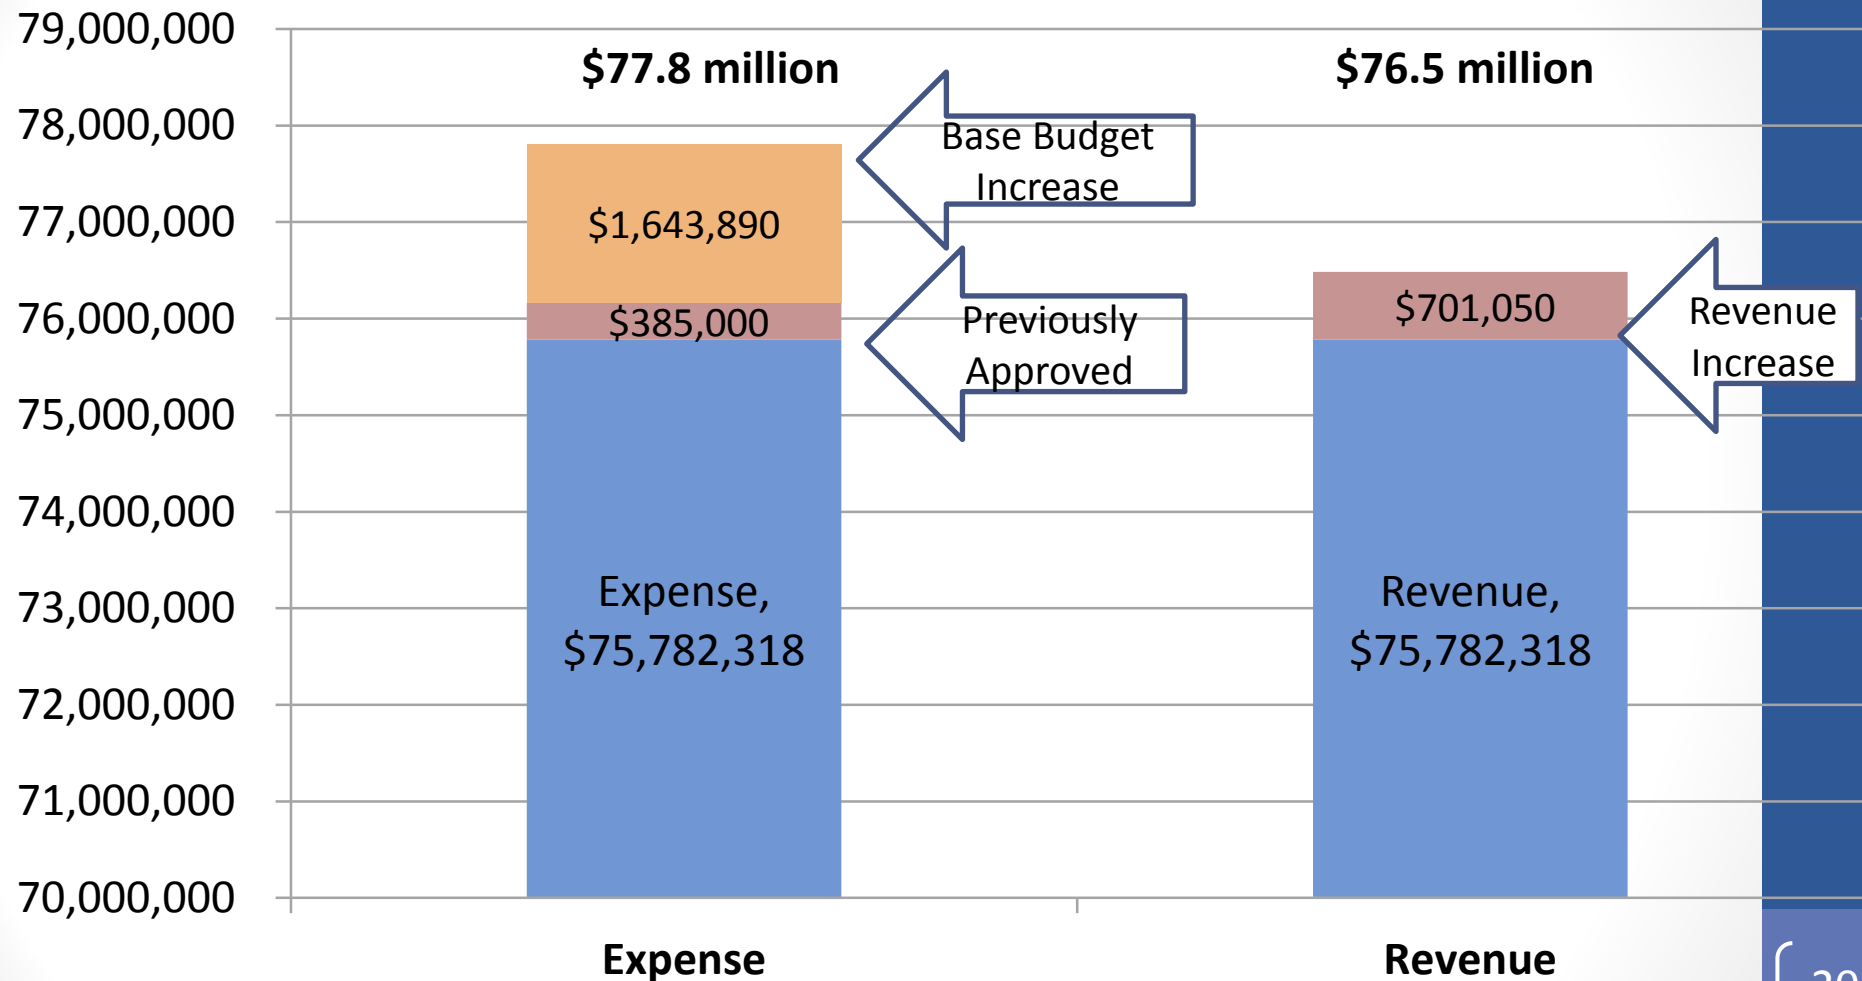 79,000,000
78,000,000
77,000,000
76,000,000
75,000,000
74,000,000
73,000,000
72,000,000
71,000,000
70,000,000
$77.8 million
$76.5 million
Base Budget
Increase
$1,643,890
$385,000
Previously
Approved
$701,050
Revenue
Increase
Expense,
$75,782,318
Revenue,
$75,782,318
Expense
Revenue